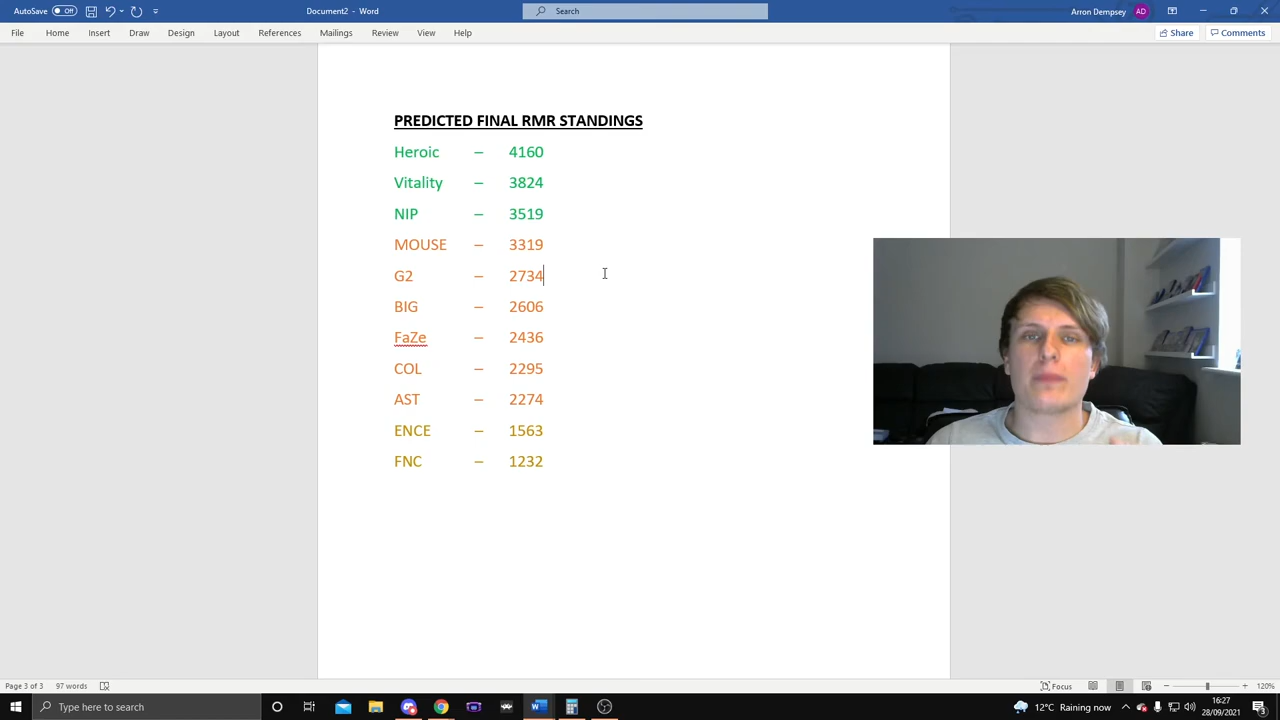 AutoSave Off Document2 - Word Search Arron Dempsey AD
File Home Insert Draw Design Layout References Mailings Review View Help Share Comments
PREDICTED FINAL RMR STANDINGS
Heroic – 4160
Vitality – 3824
NIP – 3519
MOUSE – 3319
G2 – 2734
BIG – 2606
FaZe – 2436
COL – 2295
AST – 2274
ENCE – 1563
FNC – 1232
Page 3 of 3 97 words Focus 120%
Type here to search 12°C Raining now 16:27
28/09/2021